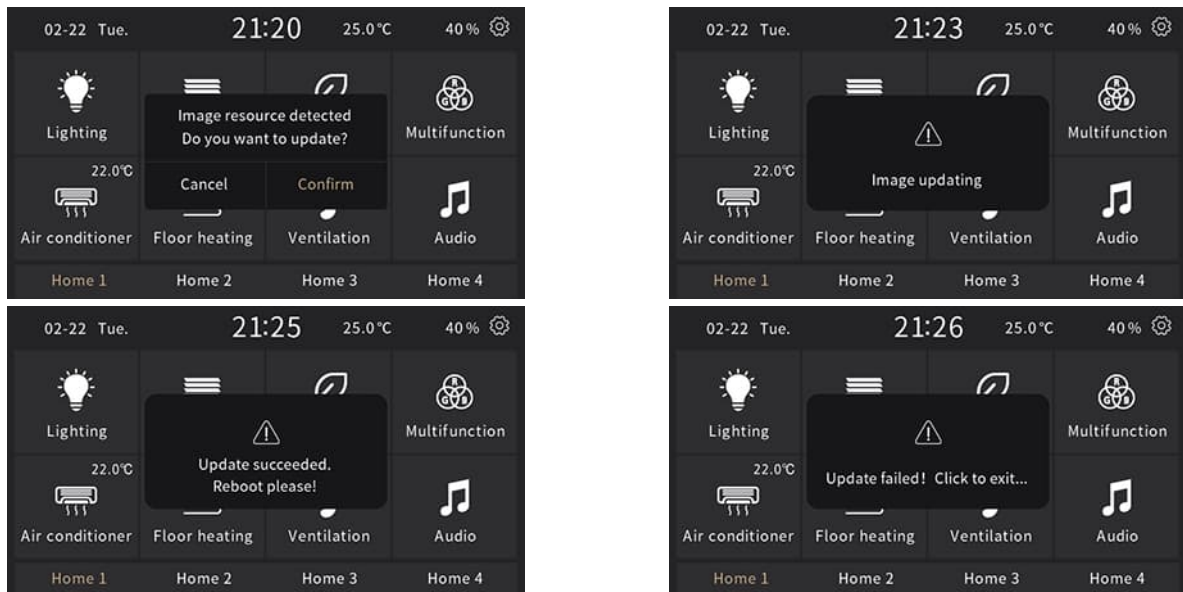 02-22 Tue. 21:20 25.0℃ 40% 
Image resource detected
Do you want to update?
Cancel Confirm
Lighting Multifunction
R
G B
22.0℃
Air conditioner Floor heating Ventilation Audio
Home 1 Home 2 Home 3 Home 4
02-22 Tue. 21:23 25.0℃ 40%
R
G B
Lighting Multifunction
Image updating
22.0℃
Air conditioner Floor heating Ventilation Audio
Home 1 Home 2 Home 3 Home 4
02-22 Tue. 21:25 25.0℃ 40%
R
G B
Lighting Multifunction
Update succeeded.
Reboot please!
22.0℃
Air conditioner Floor heating Ventilation Audio
Home 1 Home 2 Home 3 Home 4
02-22 Tue. 21:26 25.0℃ 40%
R
G B
Lighting Multifunction
Update failed! Click to exit...
22.0℃
Air conditioner Floor heating Ventilation Audio
Home 1 Home 2 Home 3 Home 4